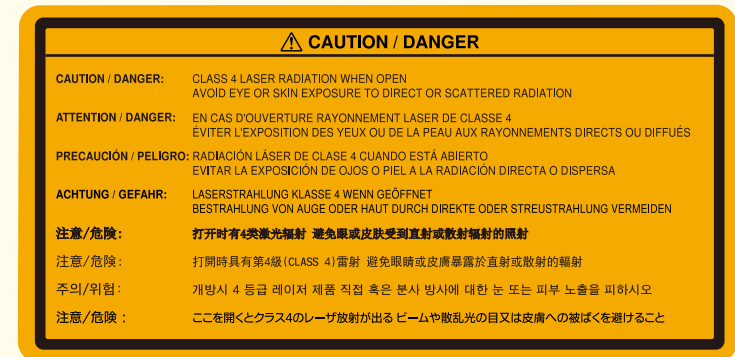 ⚠ CAUTION / DANGER
CAUTION / DANGER: CLASS 4 LASER RADIATION WHEN OPEN
AVOID EYE OR SKIN EXPOSURE TO DIRECT OR SCATTERED RADIATION
ATTENTION / DANGER: EN CAS D'OUVERTURE RAYONNEMENT LASER DE CLASSE 4
ÉVITER L'EXPOSITION DES YEUX OU DE LA PEAU AUX RAYONNEMENTS DIRECTS OU DIFFUÉS
PRECAUCIÓN / PELIGRO: RADIACIÓN LÁSER DE CLASE 4 CUANDO ESTÁ ABIERTO
EVITAR LA EXPOSICIÓN DE OJOS O PIEL A LA RADIACIÓN DIRECTA O DISPERSA
ACHTUNG / GEFAHR: LASERSTRAHLUNG KLASSE 4 WENN GEÖFFNET
BESTRAHLUNG VON AUGE ODER HAUT DURCH DIREKTE ODER STREUSTRAHLUNG VERMEIDEN
注意/危险: 打开时有4类激光辐射 避免眼或皮肤受到直射或散射辐射的照射
注意/危険: 打開時具有第4級(CLASS 4)雷射 避免眼睛或皮膚暴露於直射或散射的輻射
주의/위험: 개방시 4 등급 레이저 제품 직접 혹은 분사 방사에 대한 눈 또는 피부 노출을 피하시오
注意/危険 : ここを開くとクラス4のレーザ放射が出る ビームや散乱光の目又は皮膚への被ばくを避けること